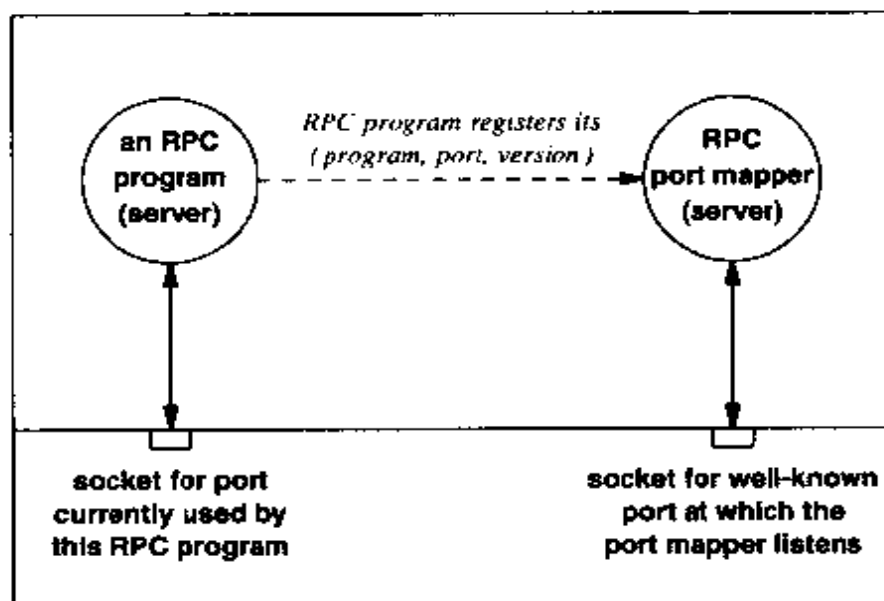 an RPC
program
(server)
RPC program registers its
(program, port, version)
RPC
port mapper
(server)
socket for port
currently used by
this RPC program
socket for well-known
port at which the
port mapper listens